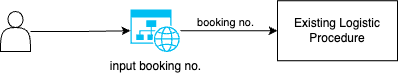 booking no.
Existing Logistic
Procedure
input booking no.